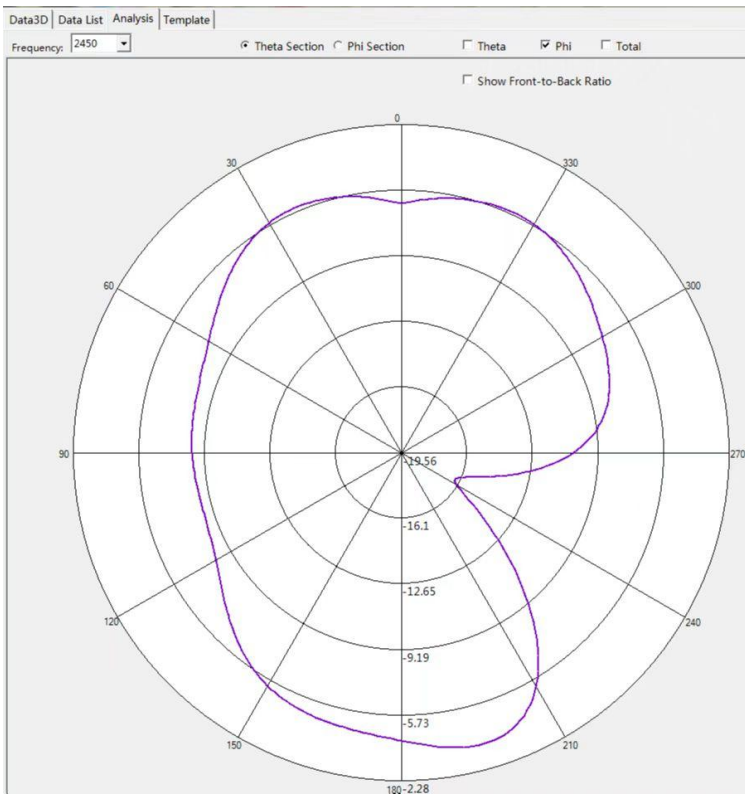 Data3D Data List Analysis Template
Frequency: 2450 Theta Section Phi Section Theta Phi Total
Show Front-to-Back Ratio
0
30 330
60 300
90 -19.56 270
-16.1
-12.65
120 240
-9.19
-5.73
150 210
180 -2.28